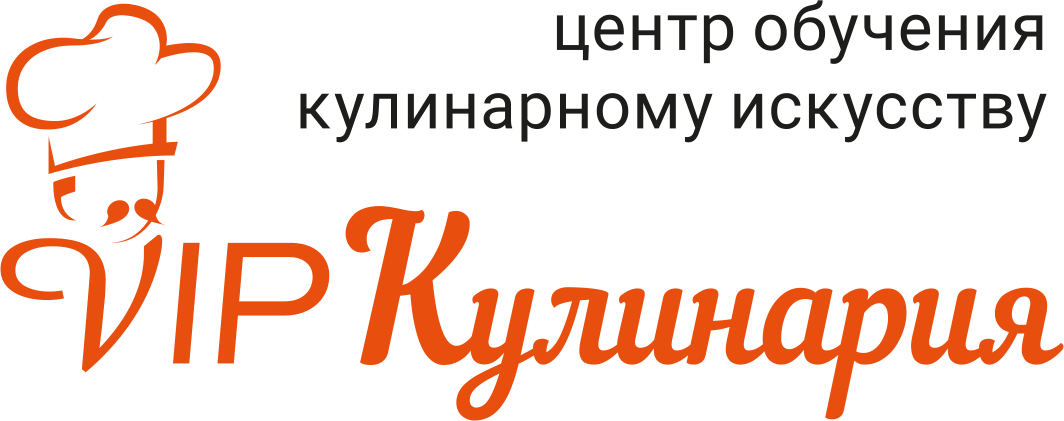 центр обучения
кулинарному искусству
VIP Кулинария